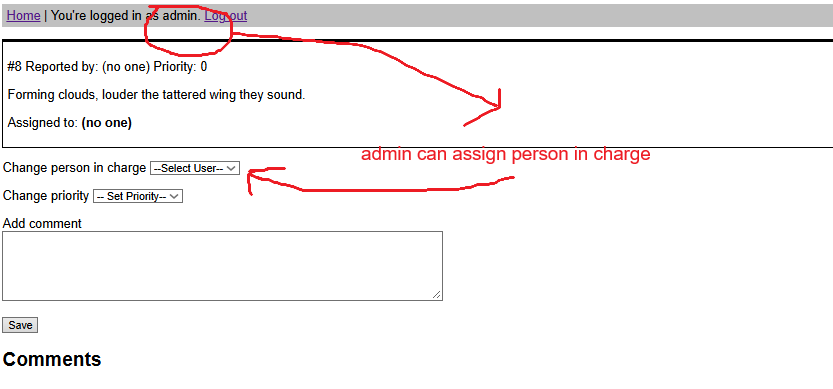 Home | You're logged in as admin. Log out
#8 Reported by: (no one) Priority: 0
Forming clouds, louder the tattered wing they sound.
Assigned to: (no one)
admin can assign person in charge
Change person in charge --Select User--
Change priority -- Set Priority--
Add comment
Save
Comments